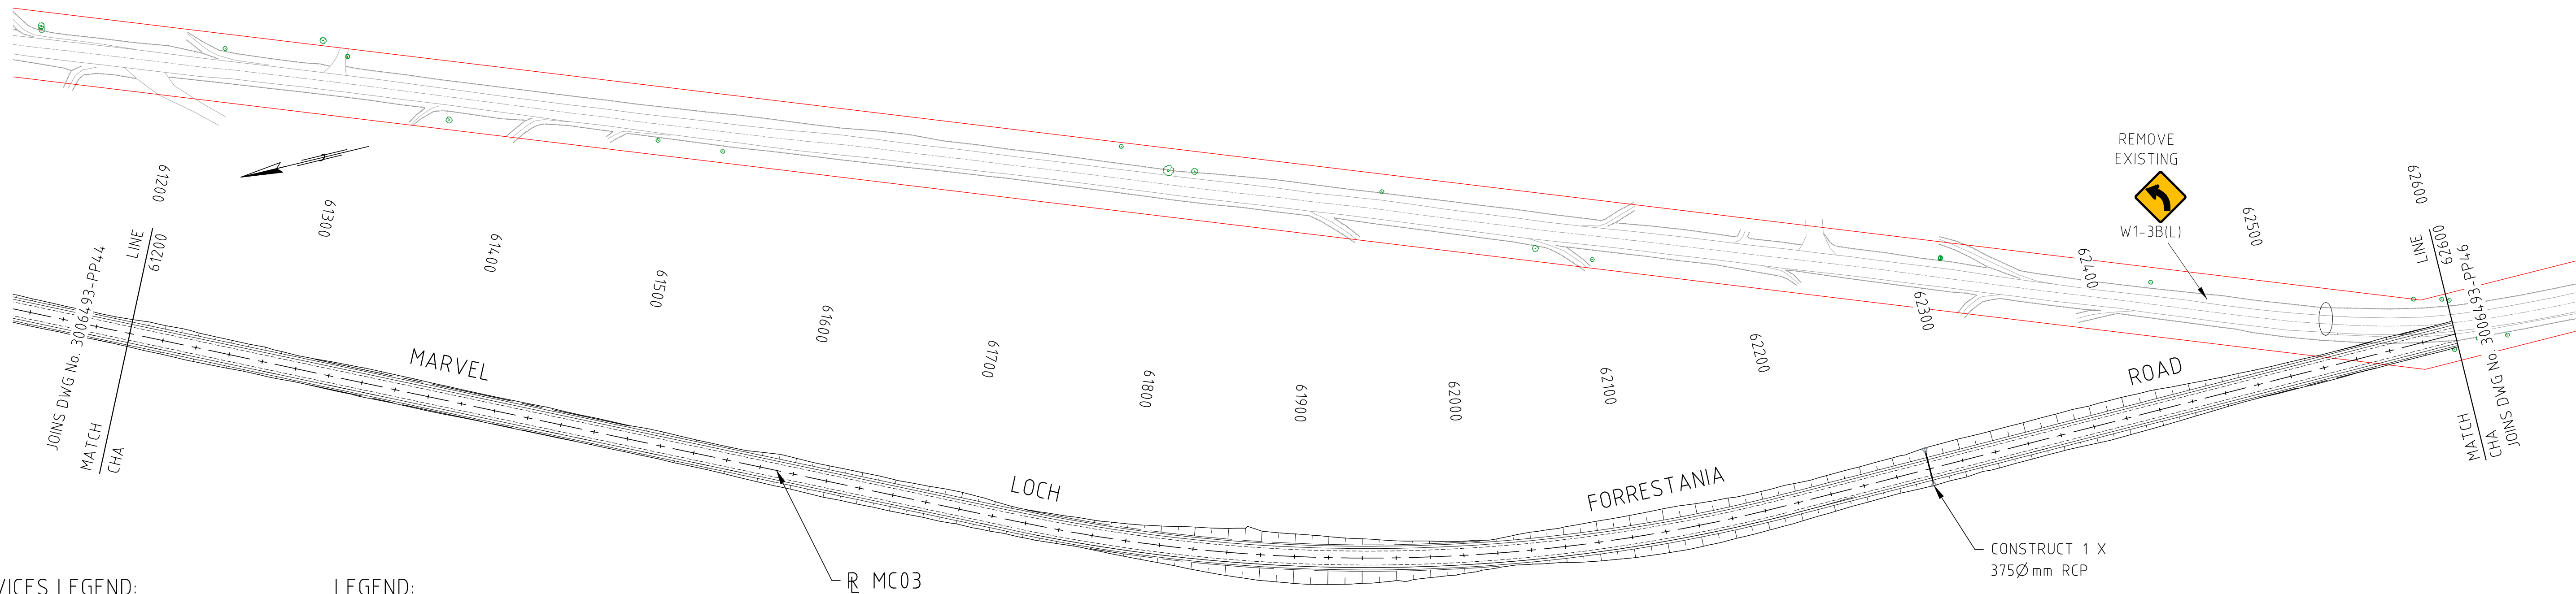 REMOVE
EXISTING
W1-3B(L)
61200
61300
61400
61500
61600
61700
61800
61900
62000
62100
62200
62300
62400
62500
62600
JOINS DWG No. 3006493-PP44
MATCH LINE
CHA 61200
MARVEL
LOCH
FORRESTANIA
ROAD
MATCH LINE
CHA 62600
JOINS DWG No. 3006493-PP46
CONSTRUCT 1 X
375Ø mm RCP
MC03
VICES LEGEND:
LEGEND: